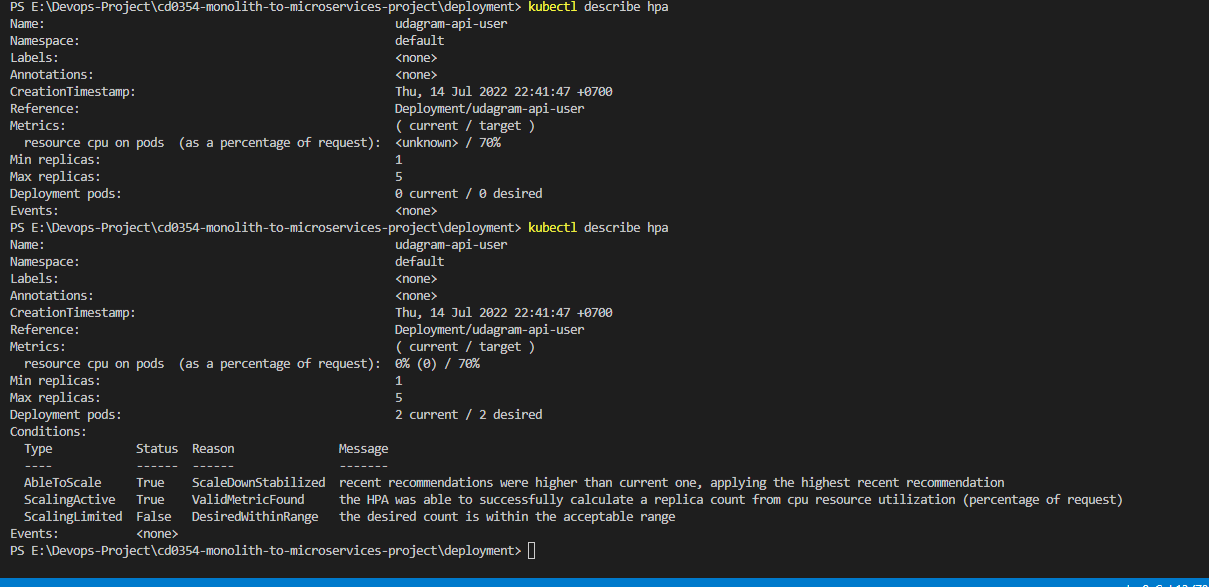 PS E:\Devops-Project\cd0354-monolith-to-microservices-project\deployment> kubectl describe hpa
Name: udagram-api-user
Namespace: default
Labels: <none>
Annotations: <none>
CreationTimestamp: Thu, 14 Jul 2022 22:41:47 +0700
Reference: Deployment/udagram-api-user
Metrics: ( current / target )
resource cpu on pods (as a percentage of request): <unknown> / 70%
Min replicas: 1
Max replicas: 5
Deployment pods: 0 current / 0 desired
Events: <none>
PS E:\Devops-Project\cd0354-monolith-to-microservices-project\deployment> kubectl describe hpa
Name: udagram-api-user
Namespace: default
Labels: <none>
Annotations: <none>
CreationTimestamp: Thu, 14 Jul 2022 22:41:47 +0700
Reference: Deployment/udagram-api-user
Metrics: ( current / target )
resource cpu on pods (as a percentage of request): 0% (0) / 70%
Min replicas: 1
Max replicas: 5
Deployment pods: 2 current / 2 desired
Conditions:
Type Status Reason Message
---- ------ ------ -------
AbleToScale True ScaleDownStabilized recent recommendations were higher than current one, applying the highest recent recommendation
ScalingActive True ValidMetricFound the HPA was able to successfully calculate a replica count from cpu resource utilization (percentage of request)
ScalingLimited False DesiredWithinRange the desired count is within the acceptable range
Events: <none>
PS E:\Devops-Project\cd0354-monolith-to-microservices-project\deployment>